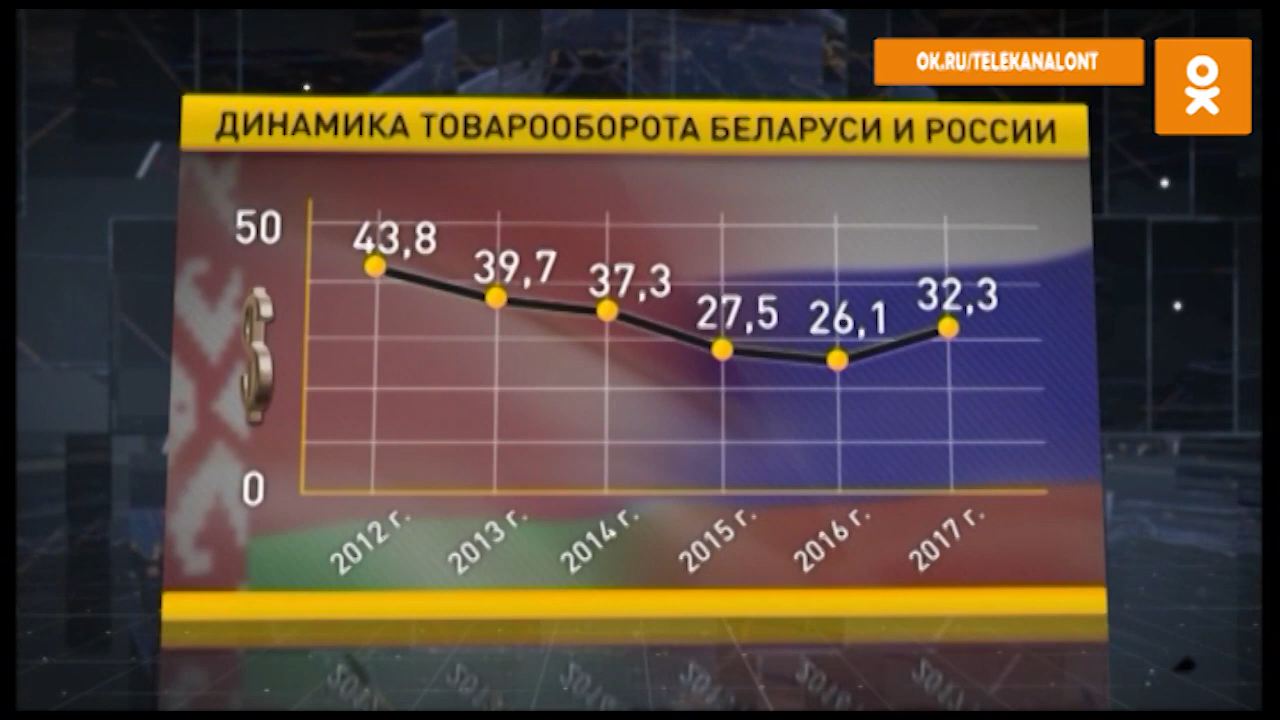 OK.RU/TELEKANALONT
ДИНАМИКА ТОВАРООБОРОТА БЕЛАРУСИ И РОССИИ
50
43,8
39,7
37,3
27,5
26,1
32,3
$
0
2012 г.
2013 г.
2014 г.
2015 г.
2016 г.
2017 г.